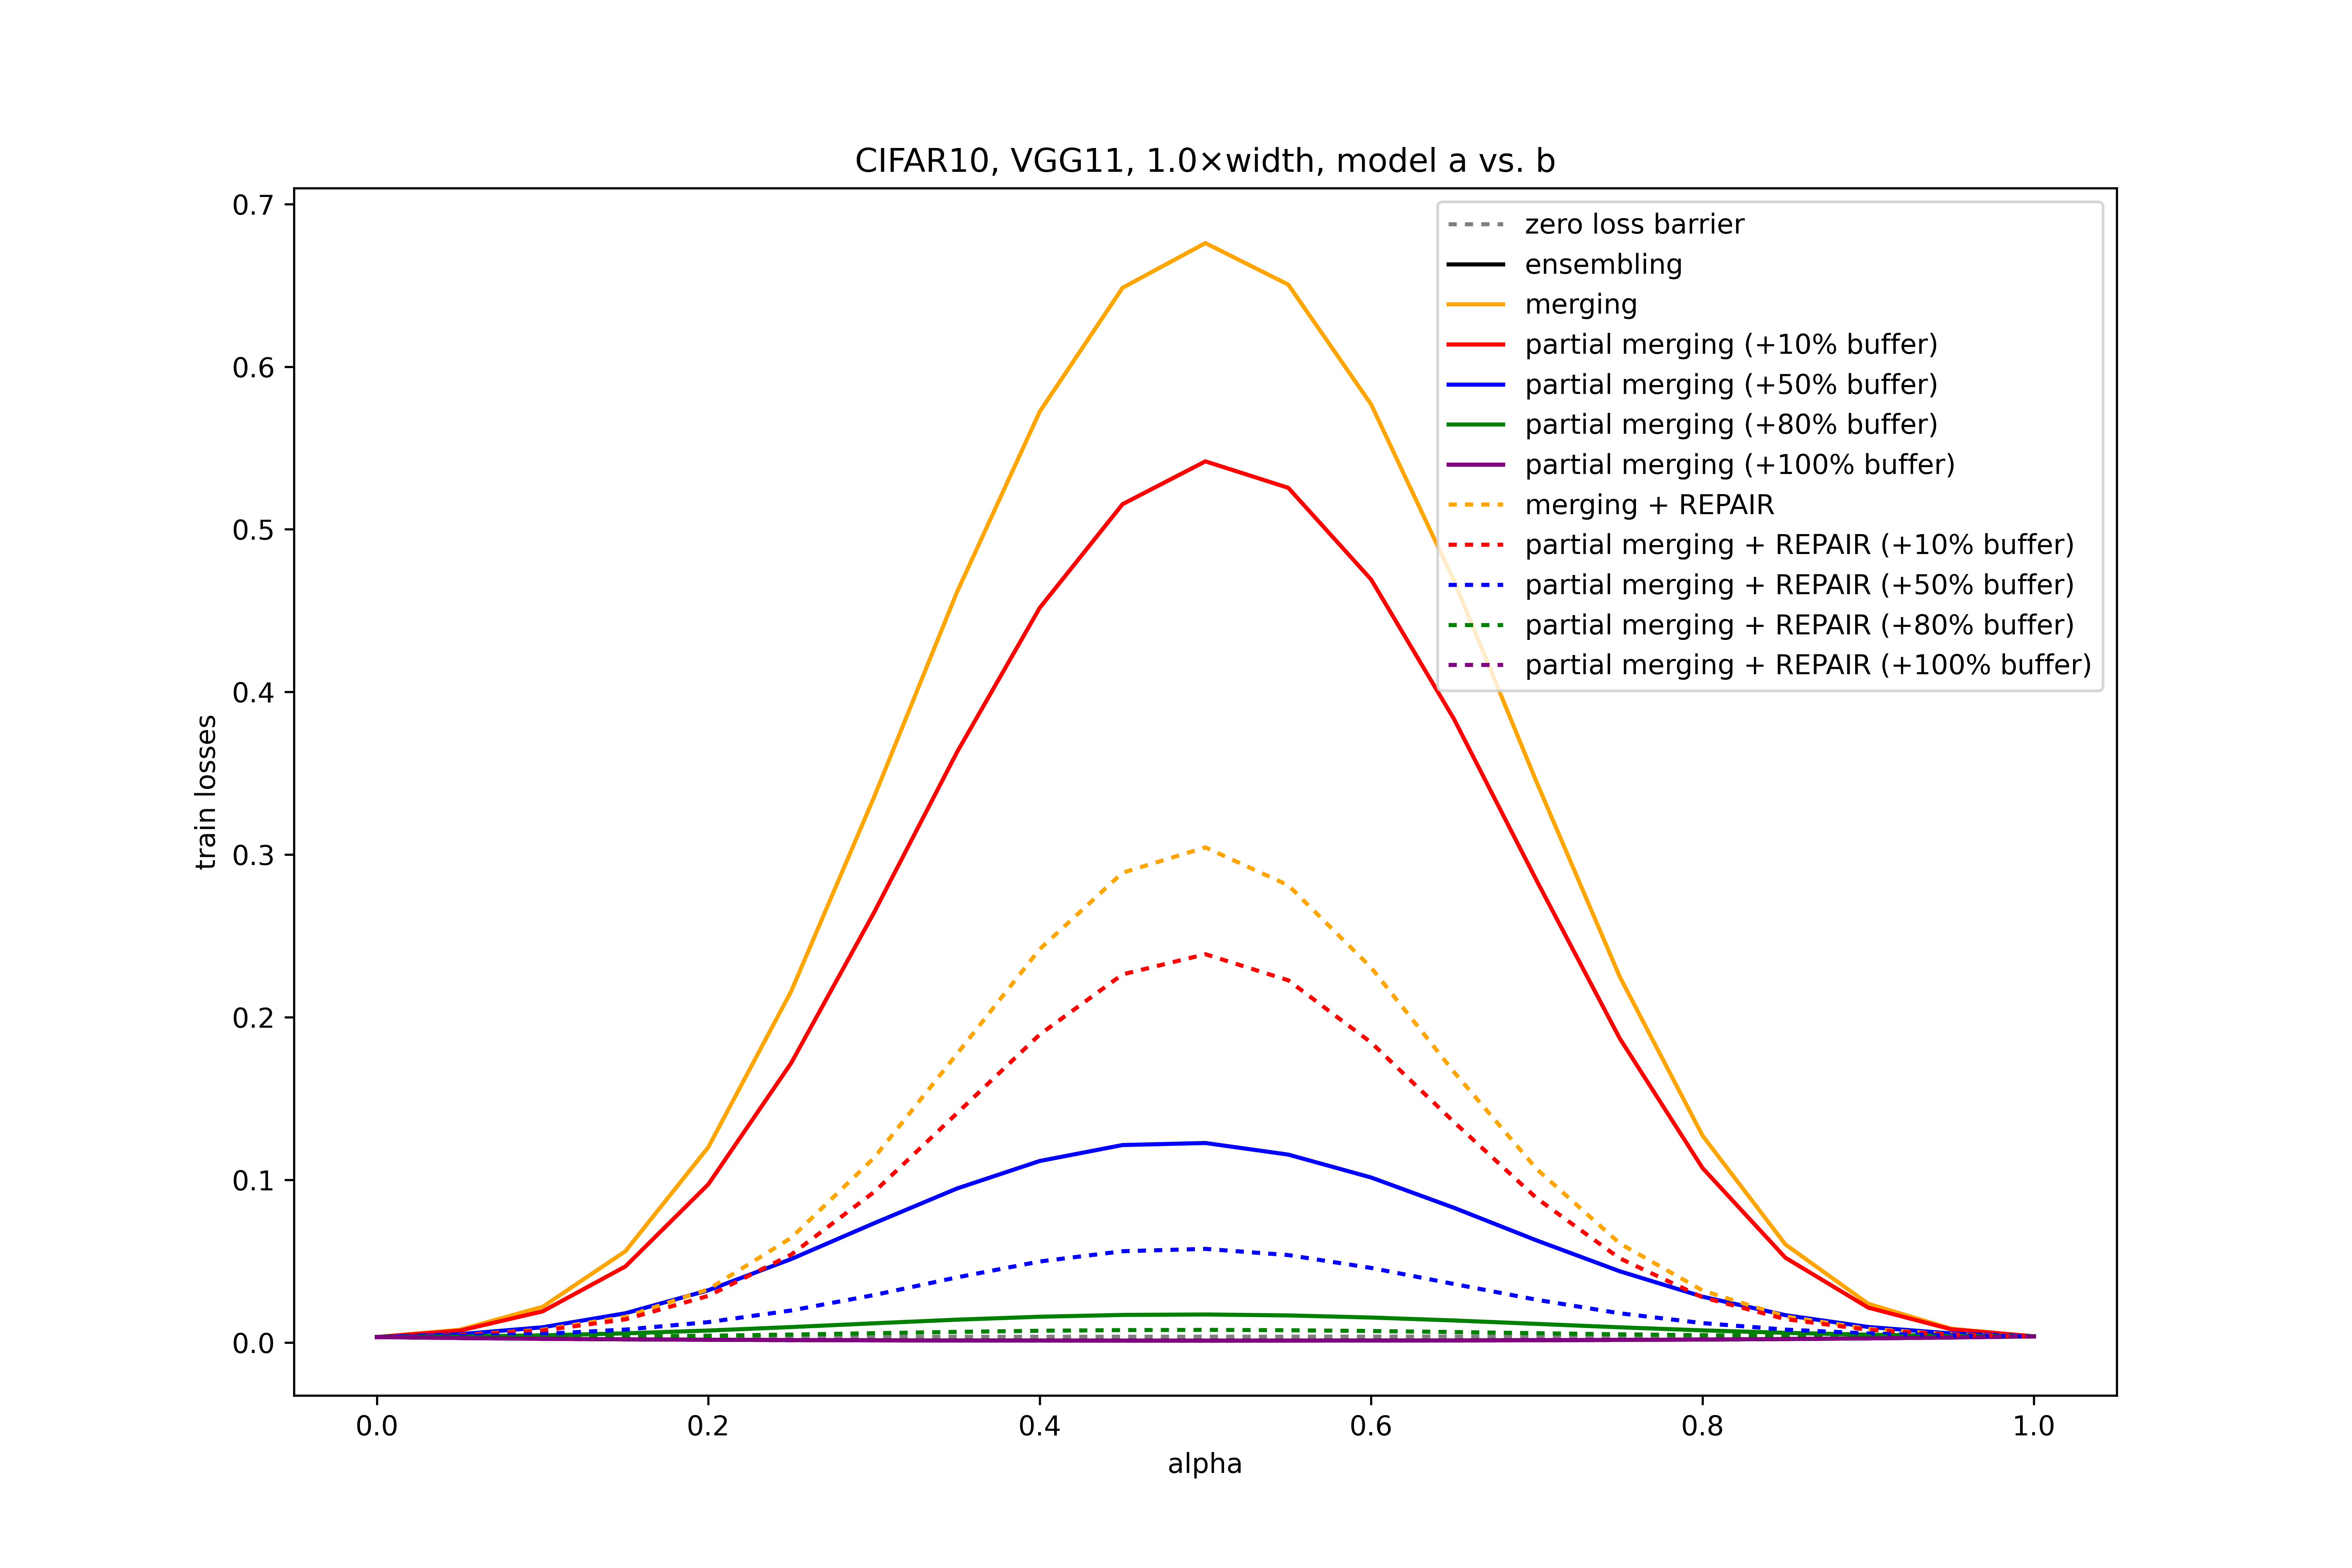 CIFAR10, VGG11, 1.0×width, model a vs. b
0.7
0.6
0.5
0.4
0.3
0.2
0.1
0.0
train losses
zero loss barrier
ensembling
merging
partial merging (+10% buffer)
partial merging (+50% buffer)
partial merging (+80% buffer)
partial merging (+100% buffer)
merging + REPAIR
partial merging + REPAIR (+10% buffer)
partial merging + REPAIR (+50% buffer)
partial merging + REPAIR (+80% buffer)
partial merging + REPAIR (+100% buffer)
0.0 0.2 0.4 0.6 0.8 1.0
alpha